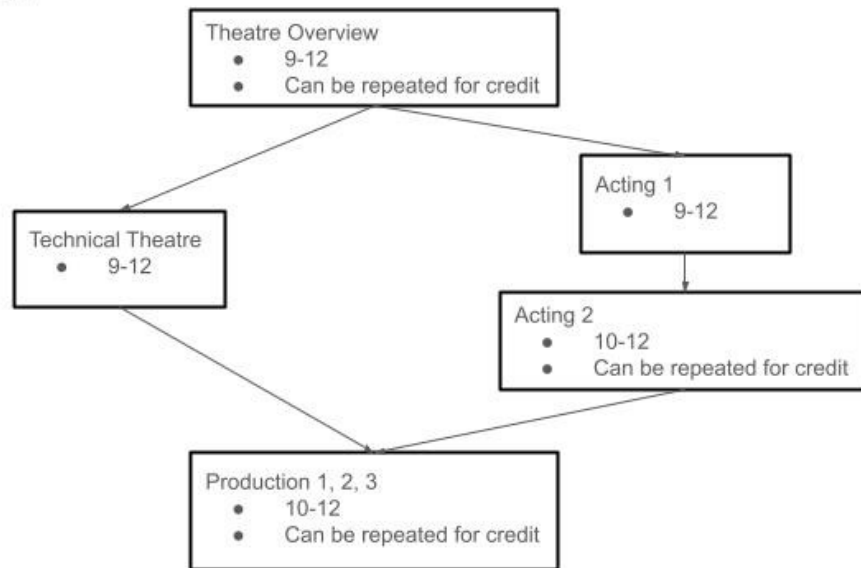 Theatre Overview
● 9-12
● Can be repeated for credit
Acting 1
● 9-12
Technical Theatre
● 9-12
Acting 2
● 10-12
● Can be repeated for credit
Production 1, 2, 3
● 10-12
● Can be repeated for credit